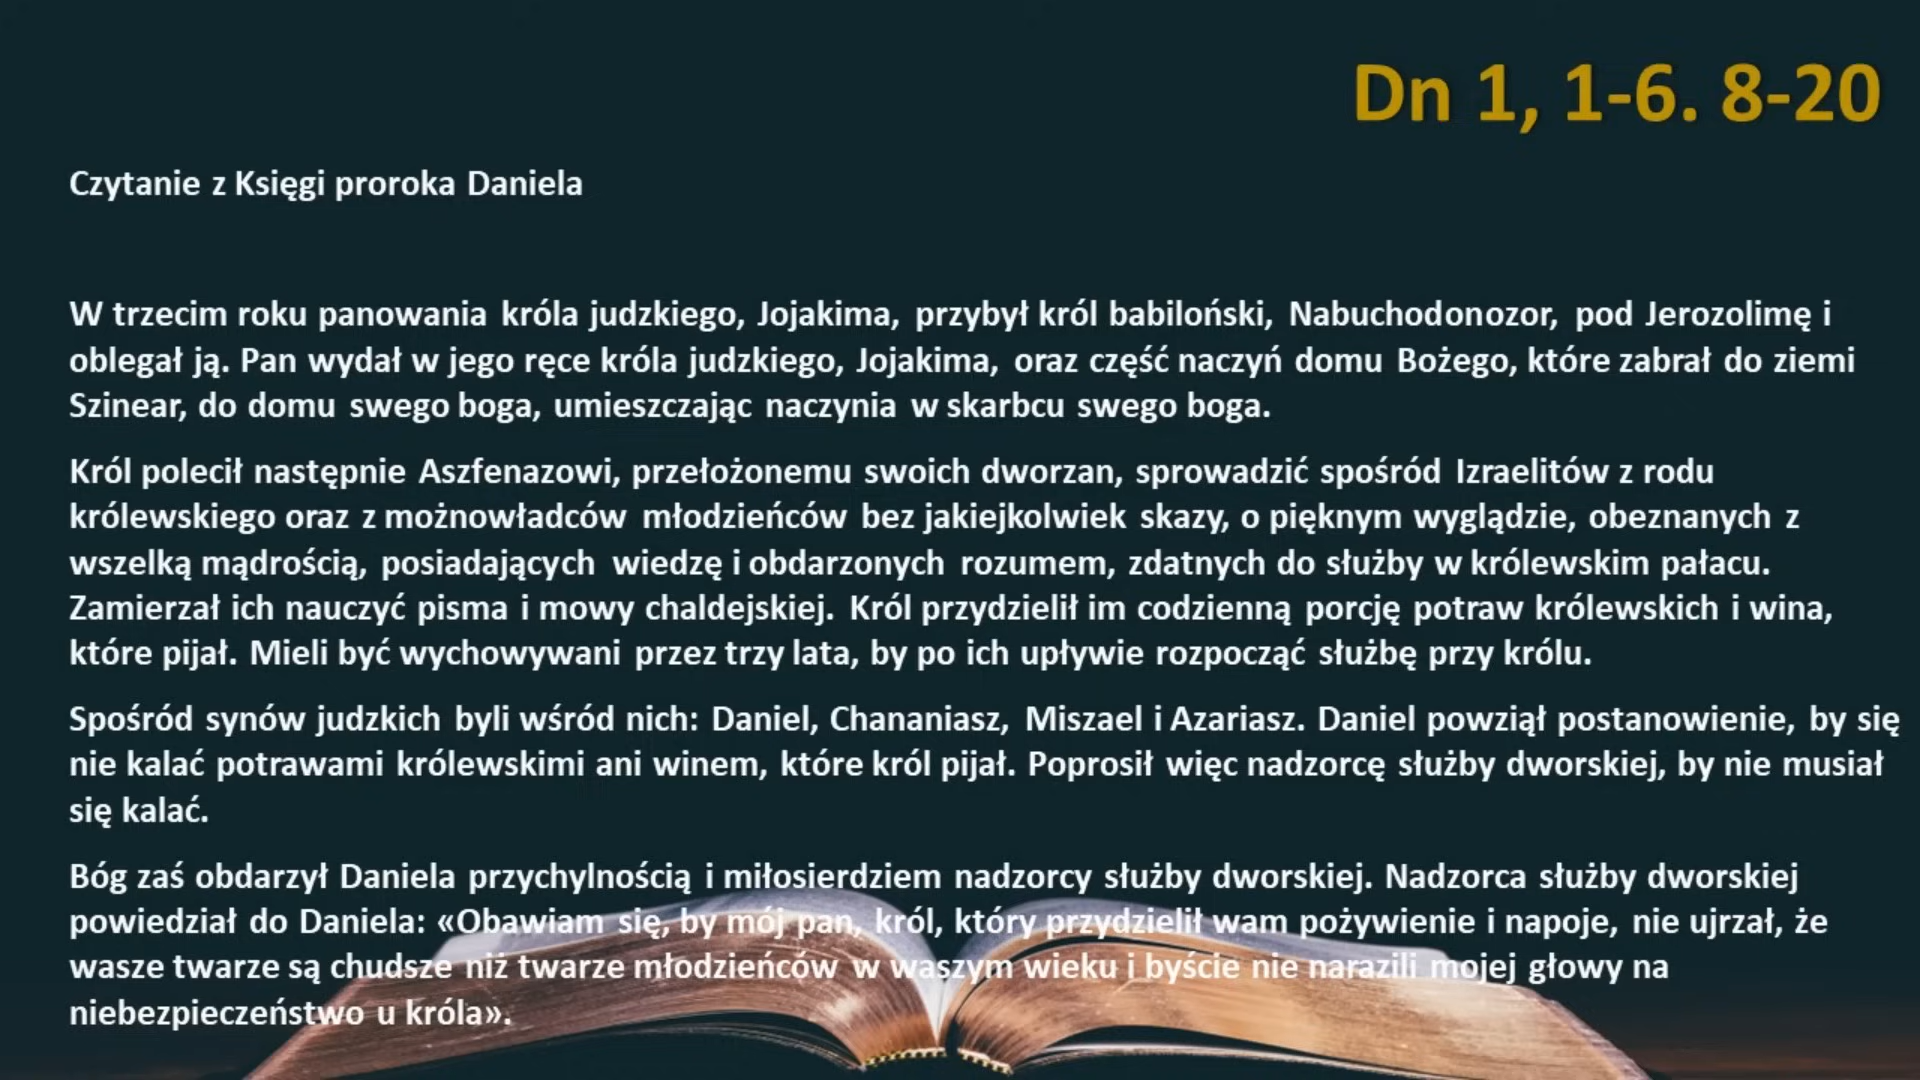 Dn 1, 1-6. 8-20
Czytanie z Księgi proroka Daniela
W trzecim roku panowania króla judzkiego, Jojakima, przybył król babiloński, Nabuchodonozor, pod Jerozolimę i
oblegał ją. Pan wydał w jego ręce króla judzkiego, Jojakima, oraz część naczyń domu Bożego, które zabrał do ziemi
Szinear, do domu swego boga, umieszczając naczynia w skarbcu swego boga.
Król polecił następnie Aszfenazowi, przełożonemu swoich dworzan, sprowadzić spośród Izraelitów z rodu
królewskiego oraz z możnowładców młodzieńców bez jakiejkolwiek skazy, o pięknym wyglądzie, obeznanych z
wszelką mądrością, posiadających wiedzę i obdarzonych rozumem, zdatnych do służby w królewskim pałacu.
Zamierzał ich nauczyć pisma i mowy chaldejskiej. Król przydzielił im codzienną porcję potraw królewskich i wina,
które pijał. Mieli być wychowywani przez trzy lata, by po ich upływie rozpocząć służbę przy królu.
Spośród synów judzkich byli wśród nich: Daniel, Chananiasz, Miszael i Azariasz. Daniel powziął postanowienie, by się
nie kalać potrawami królewskimi ani winem, które król pijał. Poprosił więc nadzorcę służby dworskiej, by nie musiał
się kalać.
Bóg zaś obdarzył Daniela przychylnością i miłosierdziem nadzorcy służby dworskiej. Nadzorca służby dworskiej
powiedział do Daniela: «Obawiam się, by mój pan, król, który przydzielił wam pożywienie i napoje, nie ujrzał, że
wasze twarze są chudsze niż twarze młodzieńców w waszym wieku i byście nie narazili mojej głowy na
niebezpieczeństwo u króla».